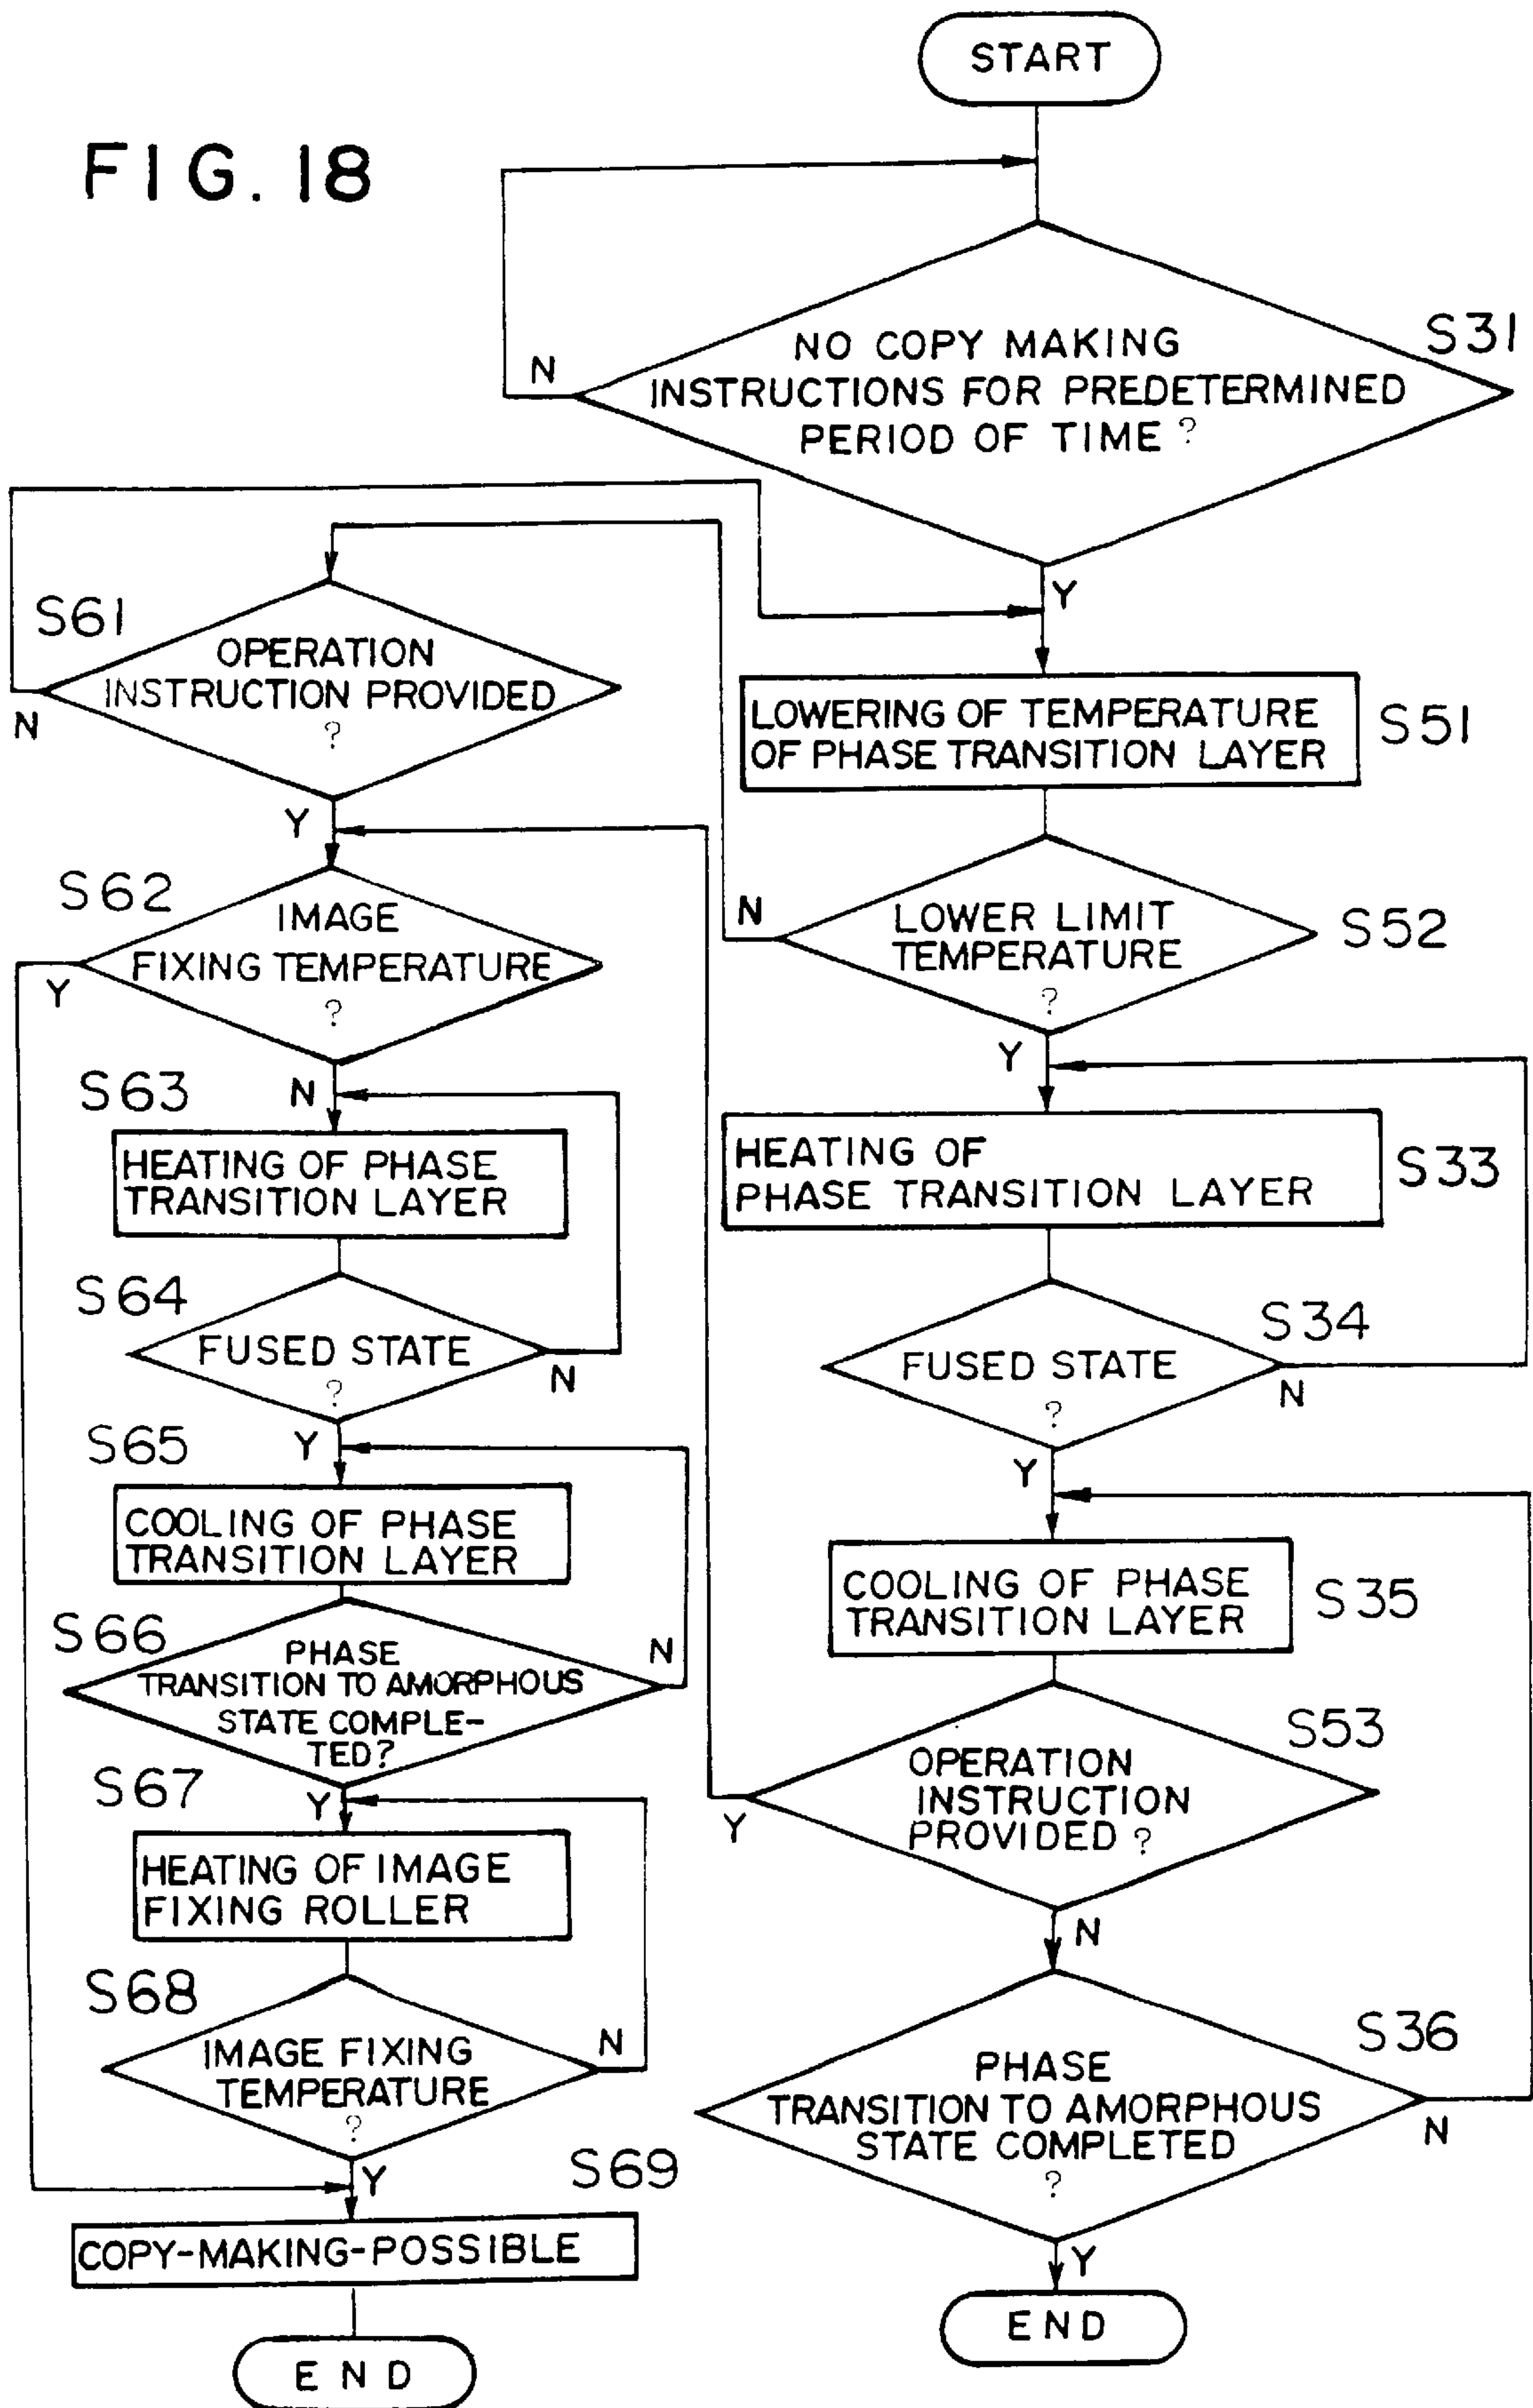 FIG. 18
START
S31
NO COPY MAKING
INSTRUCTIONS FOR PREDETERMINED
PERIOD OF TIME ?
N
Y
S61
OPERATION
INSTRUCTION PROVIDED
?
N
Y
LOWERING OF TEMPERATURE
OF PHASE TRANSITION LAYER
S51
S62
IMAGE
FIXING TEMPERATURE
?
Y
N
LOWER LIMIT
TEMPERATURE
?
S52
N
Y
S63
HEATING OF PHASE
TRANSITION LAYER
HEATING OF
PHASE TRANSITION LAYER
S33
S64
FUSED STATE
?
N
Y
S34
FUSED STATE
?
N
Y
S65
COOLING OF PHASE
TRANSITION LAYER
COOLING OF PHASE
TRANSITION LAYER
S35
S66
PHASE
TRANSITION TO AMORPHOUS
STATE COMPLE-
TED?
N
Y
S53
OPERATION
INSTRUCTION
PROVIDED ?
Y
N
S67
HEATING OF IMAGE
FIXING ROLLER
S68
IMAGE FIXING
TEMPERATURE
?
N
Y
S36
PHASE
TRANSITION TO AMORPHOUS
STATE COMPLETED
?
N
Y
S69
COPY-MAKING-POSSIBLE
END
END